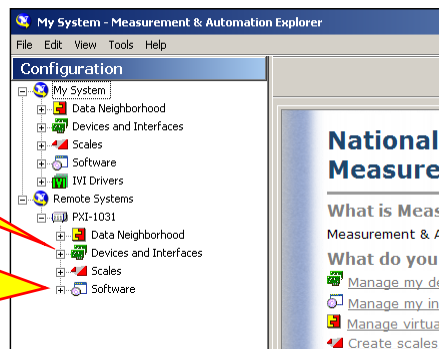 My System - Measurement & Automation Explorer
File Edit View Tools Help
Configuration
My System
Data Neighborhood
Devices and Interfaces
Scales
Software
IVI Drivers
Remote Systems
PXI-1031
Data Neighborhood
Devices and Interfaces
Scales
Software
National
Measure
What is Meas
Measurement & A
What do you
Manage my de
Manage my in
Manage virtua
Create scales